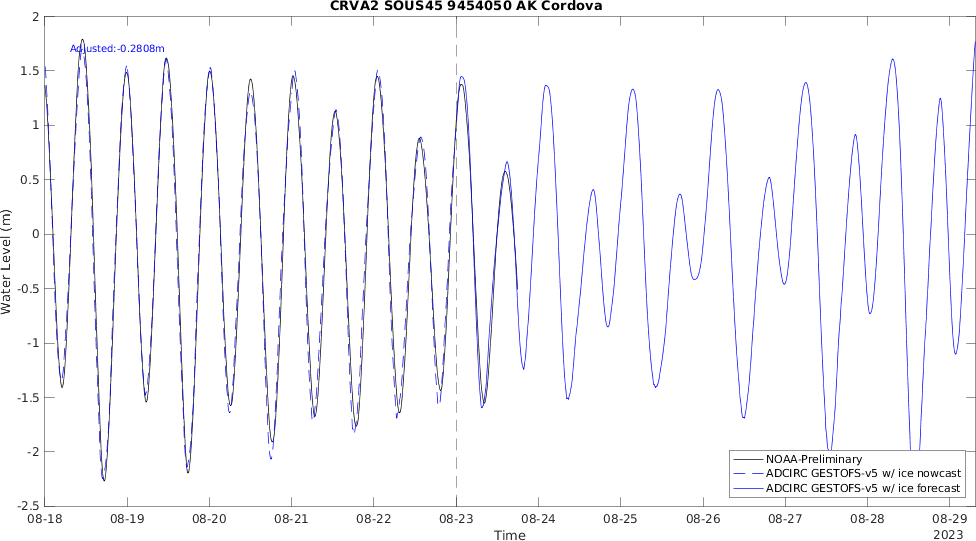 CRVA2 SOUS45 9454050 AK Cordova
Adjusted:-0.2808m
Water Level (m)
2
1.5
1
0.5
0
-0.5
-1
-1.5
-2
-2.5
NOAA-Preliminary
ADCIRC GESTOFS-v5 w/ ice nowcast
ADCIRC GESTOFS-v5 w/ ice forecast
08-18 08-19 08-20 08-21 08-22 08-23 08-24 08-25 08-26 08-27 08-28 08-29
2023
Time